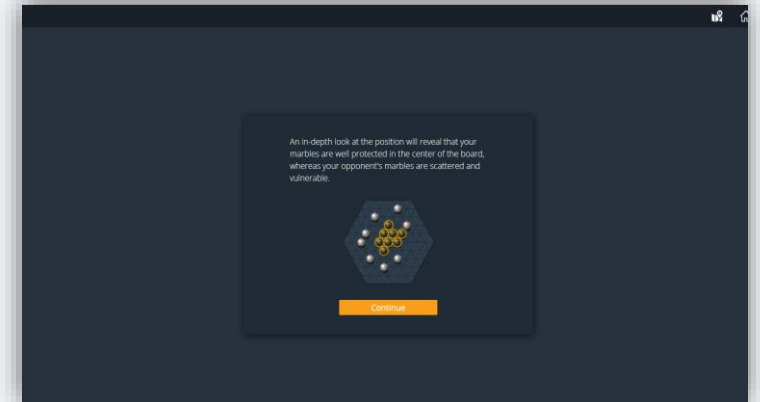 An in-depth look at the position will reveal that your
marbles are well protected in the center of the board,
whereas your opponent's marbles are scattered and
vulnerable.
Continue